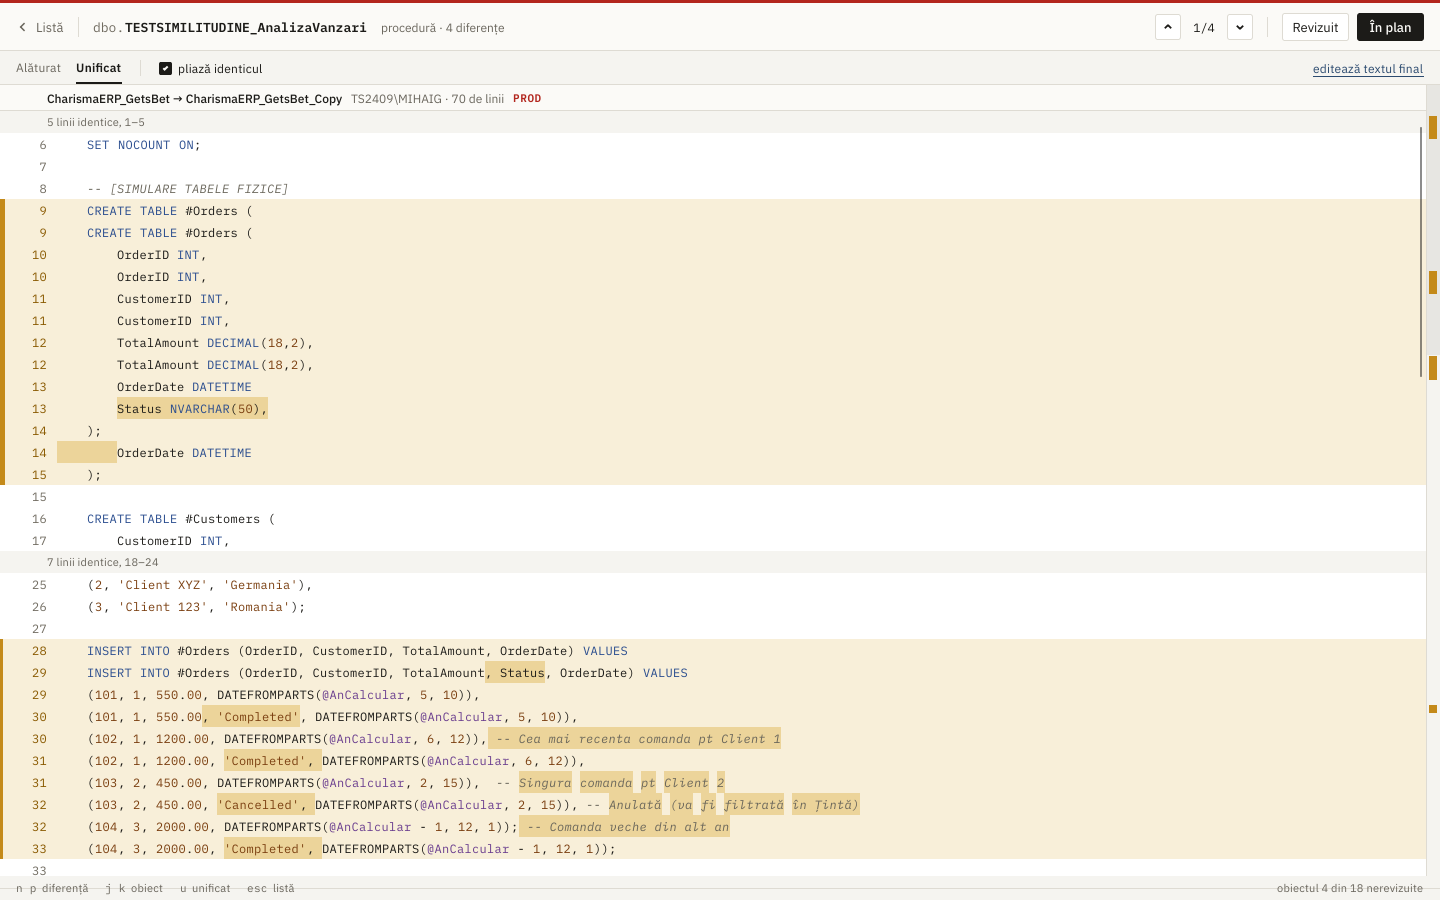 Listă dbo.TESTSIMILITUDINE_AnalizaVanzari procedură · 4 diferențe 1/4 Revizuit În plan
Alăturat Unificat pliază identicul editează textul final
CharismaERP_GetsBet → CharismaERP_GetsBet_Copy TS2409\MIHAIG · 70 de linii PROD
5 linii identice, 1–5
6 SET NOCOUNT ON;
7
8 -- [SIMULARE TABELE FIZICE]
9 CREATE TABLE #Orders (
9 CREATE TABLE #Orders (
10 OrderID INT,
10 OrderID INT,
11 CustomerID INT,
11 CustomerID INT,
12 TotalAmount DECIMAL(18,2),
12 TotalAmount DECIMAL(18,2),
13 OrderDate DATETIME
13 Status NVARCHAR(50),
14 );
14 OrderDate DATETIME
15 );
15
16 CREATE TABLE #Customers (
17 CustomerID INT,
7 linii identice, 18–24
25 (2, 'Client XYZ', 'Germania'),
26 (3, 'Client 123', 'Romania');
27
28 INSERT INTO #Orders (OrderID, CustomerID, TotalAmount, OrderDate) VALUES
29 INSERT INTO #Orders (OrderID, CustomerID, TotalAmount, Status, OrderDate) VALUES
29 (101, 1, 550.00, DATEFROMPARTS(@AnCalcular, 5, 10)),
30 (101, 1, 550.00, 'Completed', DATEFROMPARTS(@AnCalcular, 5, 10)),
30 (102, 1, 1200.00, DATEFROMPARTS(@AnCalcular, 6, 12)), -- Cea mai recenta comanda pt Client 1
31 (102, 1, 1200.00, 'Completed', DATEFROMPARTS(@AnCalcular, 6, 12)),
31 (103, 2, 450.00, DATEFROMPARTS(@AnCalcular, 2, 15)), -- Singura comanda pt Client 2
32 (103, 2, 450.00, 'Cancelled', DATEFROMPARTS(@AnCalcular, 2, 15)), -- Anulată (va fi filtrată în Țintă)
32 (104, 3, 2000.00, DATEFROMPARTS(@AnCalcular - 1, 12, 1)); -- Comanda veche din alt an
33 (104, 3, 2000.00, 'Completed', DATEFROMPARTS(@AnCalcular - 1, 12, 1));
33
n p diferență j k obiect u unificat esc listă obiectul 4 din 18 nerevizuite